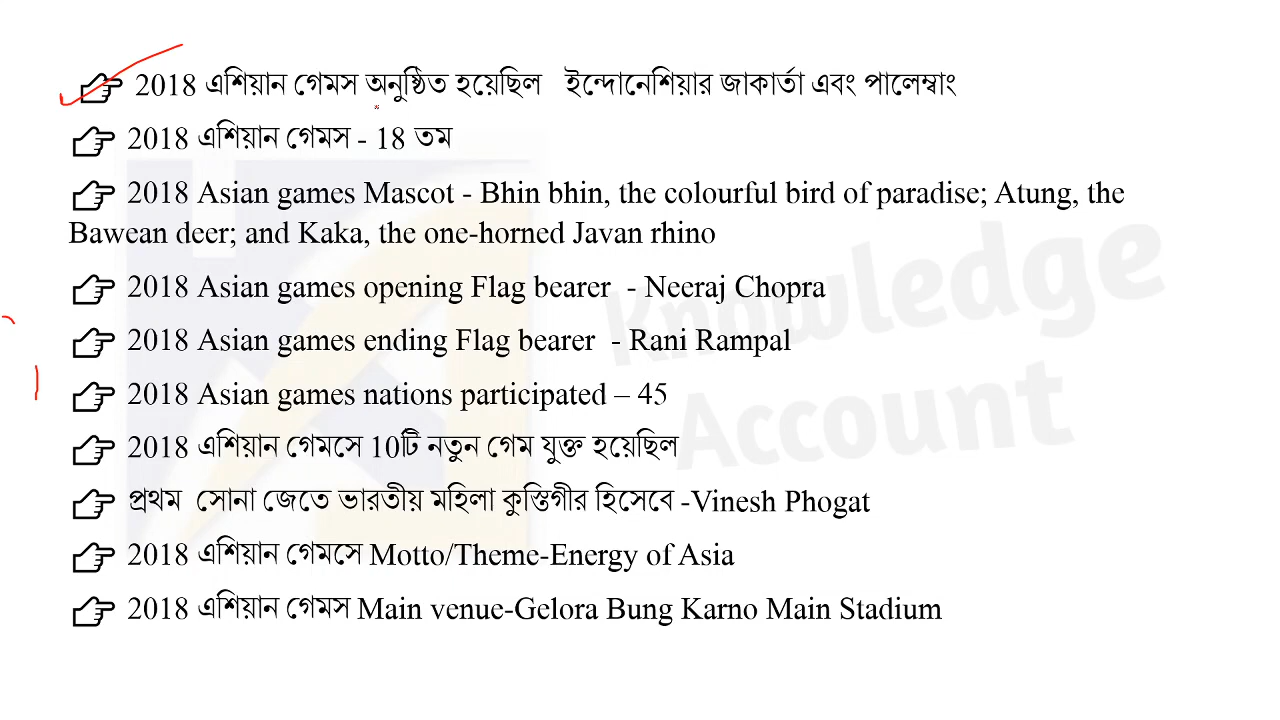 2018 এশিয়ান গেমস অনুষ্ঠিত হয়েছিল ইন্দোনেশিয়ার জাকার্তা এবং পালেম্বাং
2018 এশিয়ান গেমস - 18 তম
2018 Asian games Mascot - Bhin bhin, the colourful bird of paradise; Atung, the
Bawean deer; and Kaka, the one-horned Javan rhino
2018 Asian games opening Flag bearer - Neeraj Chopra
2018 Asian games ending Flag bearer - Rani Rampal
2018 Asian games nations participated – 45
2018 এশিয়ান গেমসে 10টি নতুন গেম যুক্ত হয়েছিল
প্রথম সোনা জেতে ভারতীয় মহিলা কুস্তিগীর হিসেবে -Vinesh Phogat
2018 এশিয়ান গেমসে Motto/Theme-Energy of Asia
2018 এশিয়ান গেমস Main venue-Gelora Bung Karno Main Stadium
Knowledge
Account